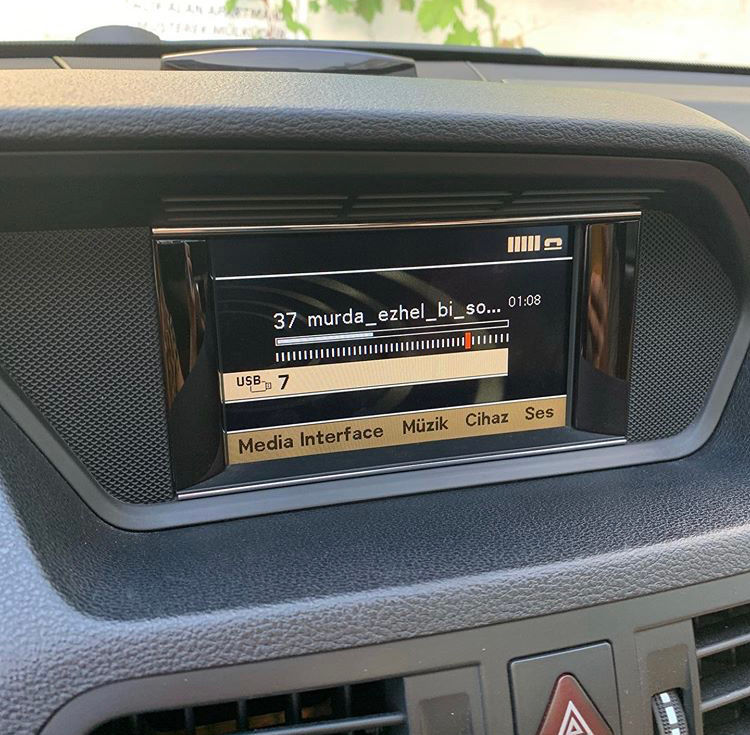 37 murda_ezhel_bi_so... 01:08
USB 7
Media Interface Müzik Cihaz Ses